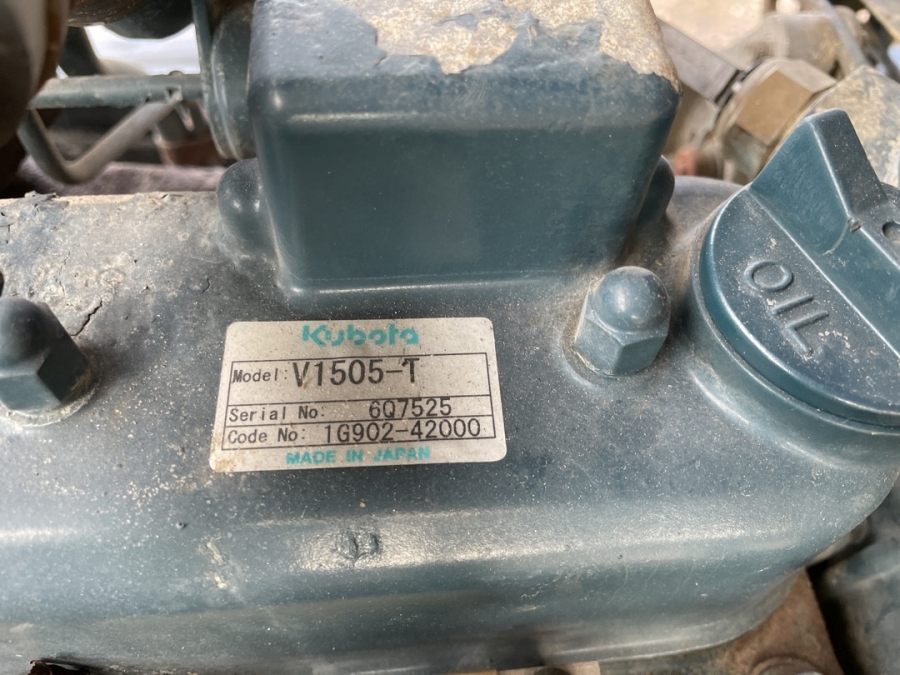 Kubota
Model: V1505-T
Serial No: 6Q7525
Code No: 1G902-42000
MADE IN JAPAN
OIL